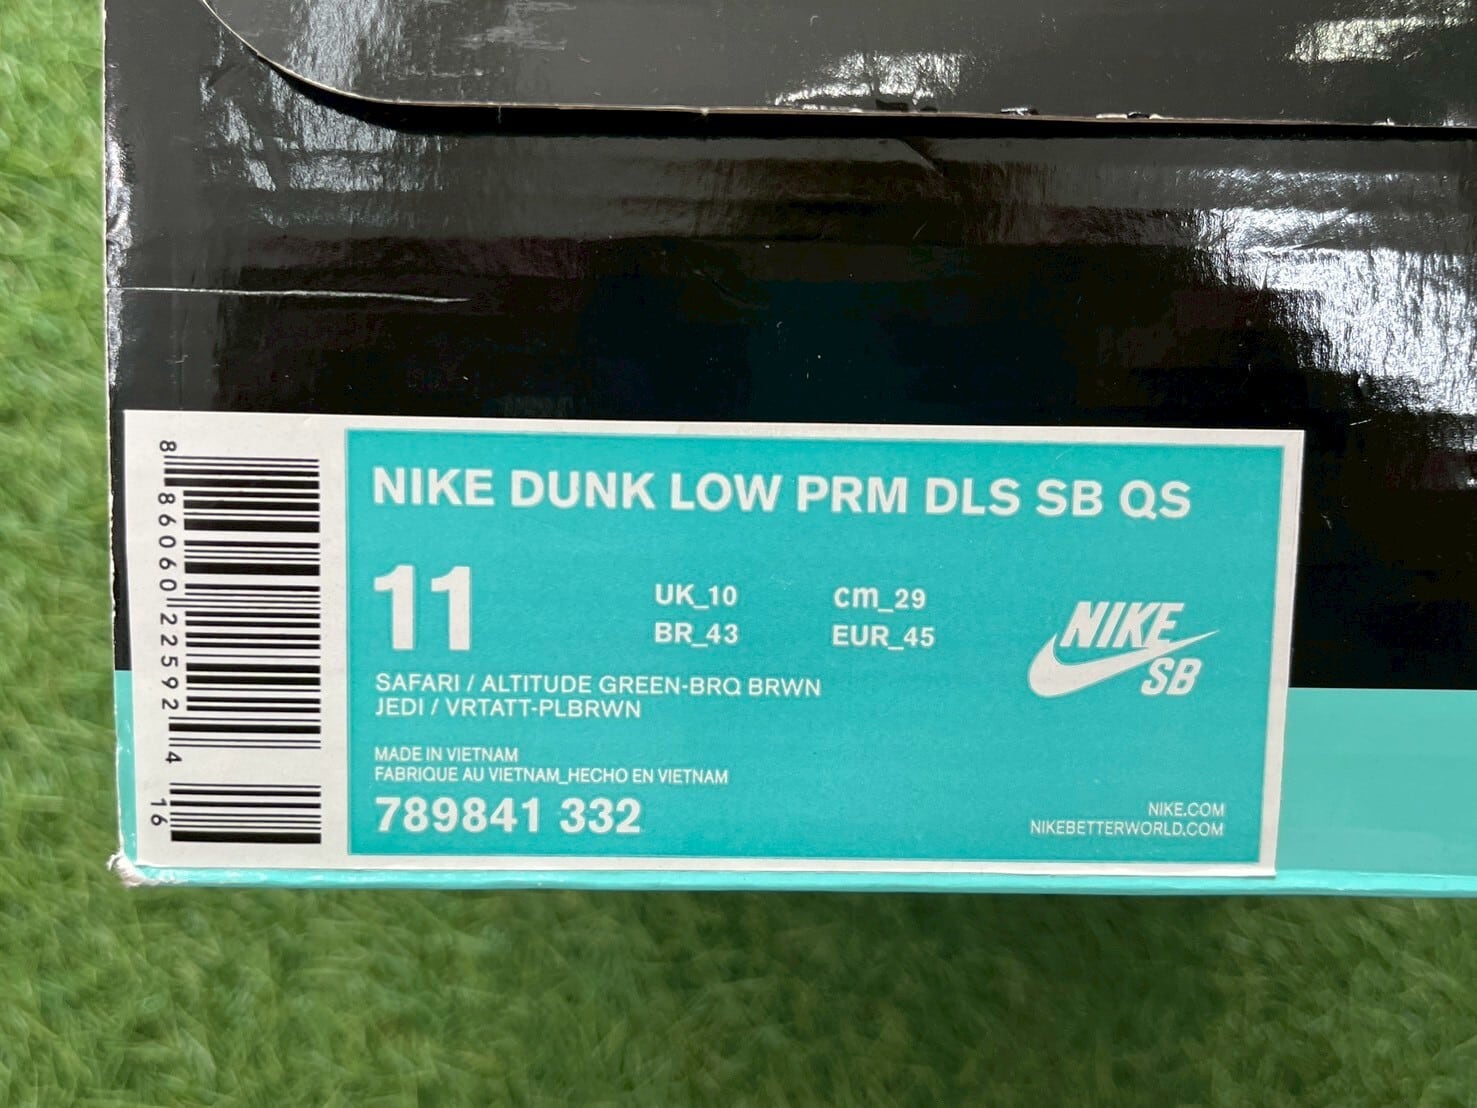 NIKE DUNK LOW PRM DLS SB QS
11
UK_10 cm_29
BR_43 EUR_45
NIKE
SB
SAFARI / ALTITUDE GREEN-BRQ BRWN
JEDI / VRTATT-PLBRWN
MADE IN VIETNAM
FABRIQUE AU VIETNAM_HECHO EN VIETNAM
789841 332
NIKE.COM
NIKEBETTERWORLD.COM
8 86060 22592 4 16